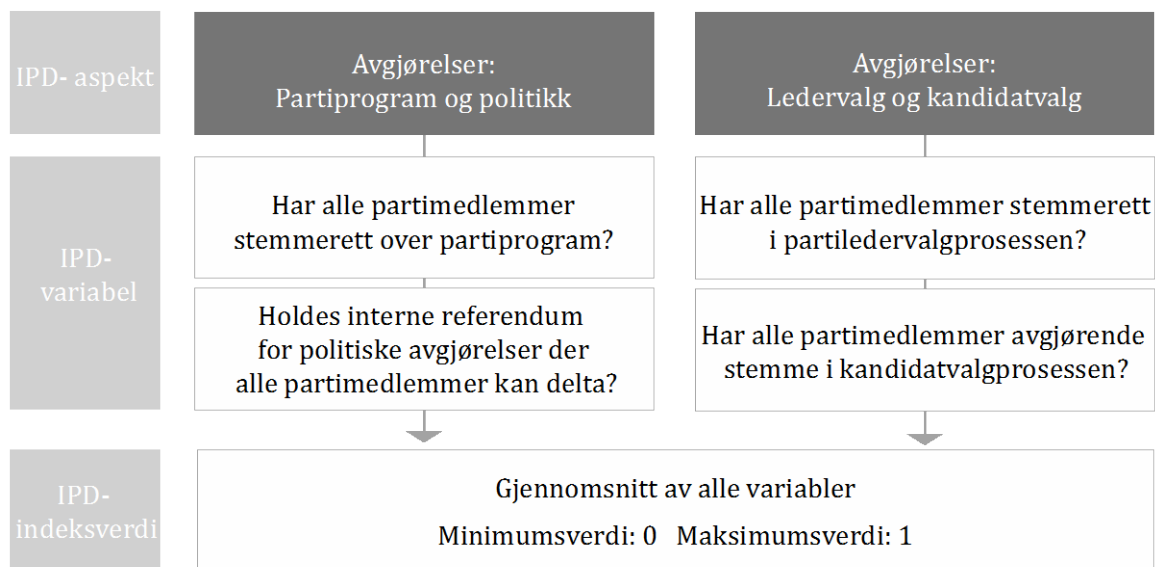 IPD- aspekt
Avgjørelser:
Partiprogram og politikk
Avgjørelser:
Ledervalg og kandidatvalg
IPD-
variabel
Har alle partimedlemmer
stemmerett over partiprogram?
Har alle partimedlemmer stemmerett
i partiledervalgprosessen?
Holdes interne referendum
for politiske avgjørelser der
alle partimedlemmer kan delta?
Har alle partimedlemmer avgjørende
stemme i kandidatvalgprosessen?
IPD-
indeksverdi
Gjennomsnitt av alle variabler
Minimumsverdi: 0 Maksimumsverdi: 1